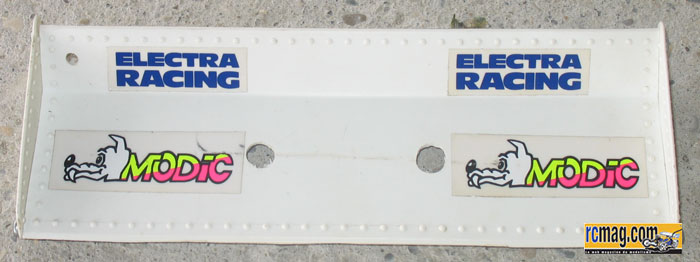 ELECTRA
RACING
ELECTRA
RACING
MODiC
MODiC
rcmag.com